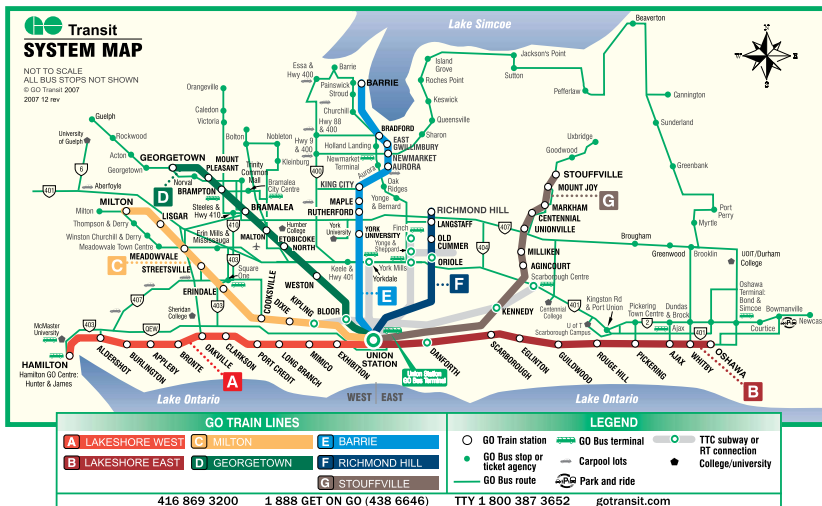 GO Transit
SYSTEM MAP
NOT TO SCALE
ALL BUS STOPS NOT SHOWN
© GO Transit 2007
2007 12 rev
Lake Simcoe
Beaverton
Island
Grove
Jackson's Point
Sutton
Roches Point
Pefferlaw
Cannington
Keswick
Queensville
Sunderland
Sharon
Essa &
Hwy 400
Barrie
BARRIE
Painswick
Stroud
Churchill
Hwy 88
& 400
BRADFORD
Holland Landing
EAST
GWILLIMBURY
Hwy 9
& 400
Newmarket
Terminal
NEWMARKET
Aurora
AURORA
Orangeville
Caledon
Victoria
Bolton
Nobleton
Kleinburg
Guelph
University
of Guelph
Rockwood
Acton
Georgetown
GEORGETOWN
Norval
D
MOUNT
PLEASANT
Trinity
Common
Mall
Bramalea
City Centre
BRAMPTON
Steeles &
Hwy 410
BRAMALEA
6
401
Aberfoyle
400
Uxbridge
Goodwood
Greenbank
STOUFFVILLE
MOUNT JOY
G
MARKHAM
CENTENNIAL
UNIONVILLE
Port
Perry
Myrtle
KING CITY
Oak
Ridges
MAPLE
Yonge
& Bernard
RUTHERFORD
RICHMOND HILL
LANGSTAFF
407
MILTON
Milton
LISGAR
Thompson & Derry
Winston Churchill & Derry
Meadowvale Town Centre
Erin Mills &
Mississauga
410
MALTON
Humber
College
ETOBICOKE
NORTH
York
University
YORK
UNIVERSITY
Finch
Yonge &
Sheppard
OLD
CUMMER
404
ORIOLE
MILLIKEN
AGINCOURT
Scarborough Centre
Brougham
Greenwood
Brooklin
UOIT/Durham
College
MEADOWVALE
C
STREETSVILLE
403
Square
One
Keele &
Hwy 401
York Mills
Yorkdale
WESTON
E
F
407
ERINDALE
403
Sheridan
College
COOKSVILLE
DIXIE
KIPLING
BLOOR
KENNEDY
Centennial
College
U of T
Scarborough Campus
Kingston Rd
& Port Union
Pickering
Town Centre
Dundas
& Brock
2
Ajax
401
Oshawa
Terminal:
Bond &
Simcoe
Bowmanville
Courtice
Newcas
McMaster
University
403
QEW
HAMILTON
Hamilton GO Centre:
Hunter & James
ALDERSHOT
BURLINGTON
APPLEBY
BRONTE
OAKVILLE
CLARKSON
PORT CREDIT
LONG BRANCH
MIMICO
EXHIBITION
UNION
STATION
Union Station
GO Bus Terminal
DANFORTH
SCARBOROUGH
EGLINTON
GUILDWOOD
ROUGE HILL
PICKERING
AJAX
WHITBY
OSHAWA
A
B
Lake Ontario
WEST EAST
Lake Ontario
GO TRAIN LINES
A LAKESHORE WEST
C MILTON
E BARRIE
B LAKESHORE EAST
D GEORGETOWN
F RICHMOND HILL
G STOUFFVILLE
LEGEND
GO Train station
GO Bus terminal
TTC subway or
RT connection
GO Bus stop or
ticket agency
Carpool lots
College/university
GO Bus route
Park and ride
416 869 3200 1 888 GET ON GO (438 6646) TTY 1 800 387 3652 gotransit.com